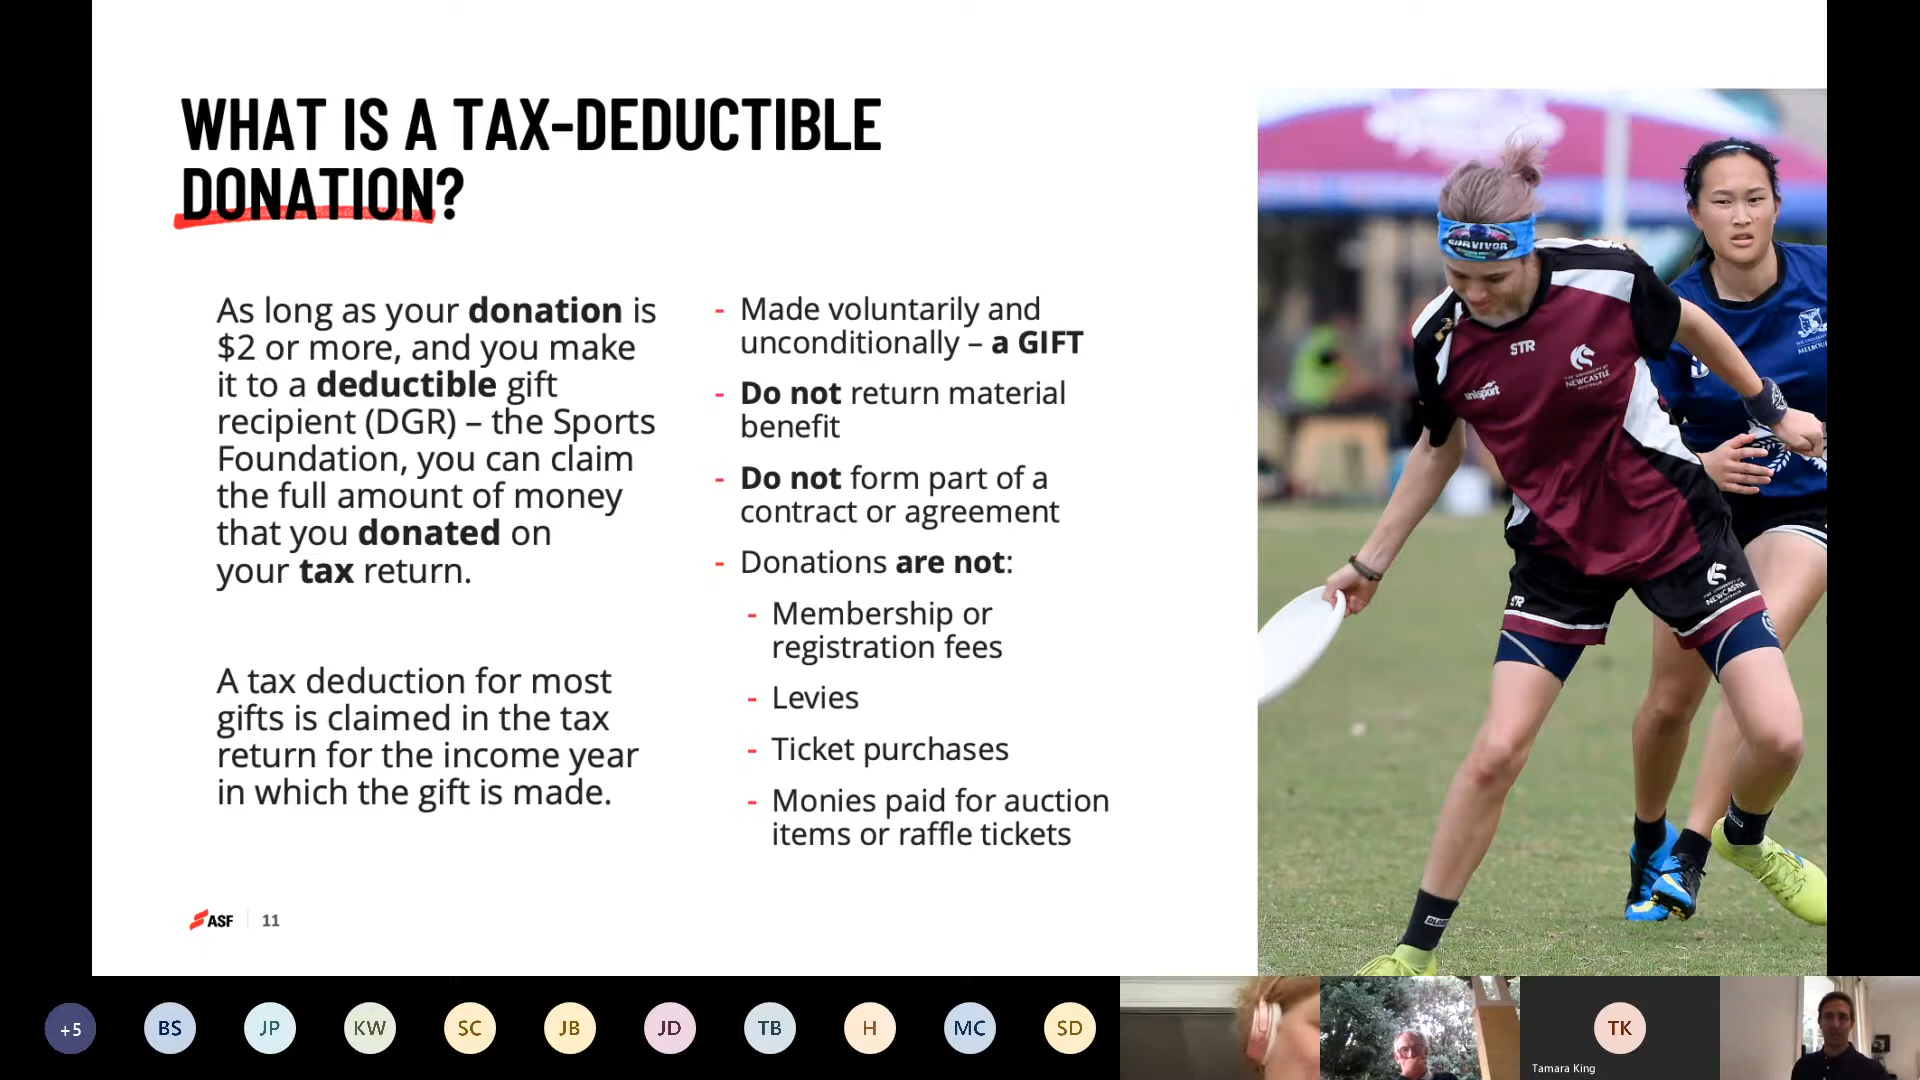 WHAT IS A TAX-DEDUCTIBLE
DONATION?
As long as your donation is
$2 or more, and you make
it to a deductible gift
recipient (DGR) – the Sports
Foundation, you can claim
the full amount of money
that you donated on
your tax return.
A tax deduction for most
gifts is claimed in the tax
return for the income year
in which the gift is made.
- Made voluntarily and
unconditionally – a GIFT
- Do not return material
benefit
- Do not form part of a
contract or agreement
- Donations are not:
- Membership or
registration fees
- Levies
- Ticket purchases
- Monies paid for auction
items or raffle tickets
SURVIVOR
STR
unisport
THE UNIVERSITY OF
NEWCASTLE
AUSTRALIA
STR
NEWCASTLE
ASF
11
+5
BS
JP
KW
SC
JB
JD
TB
H
MC
SD
TK
Tamara King